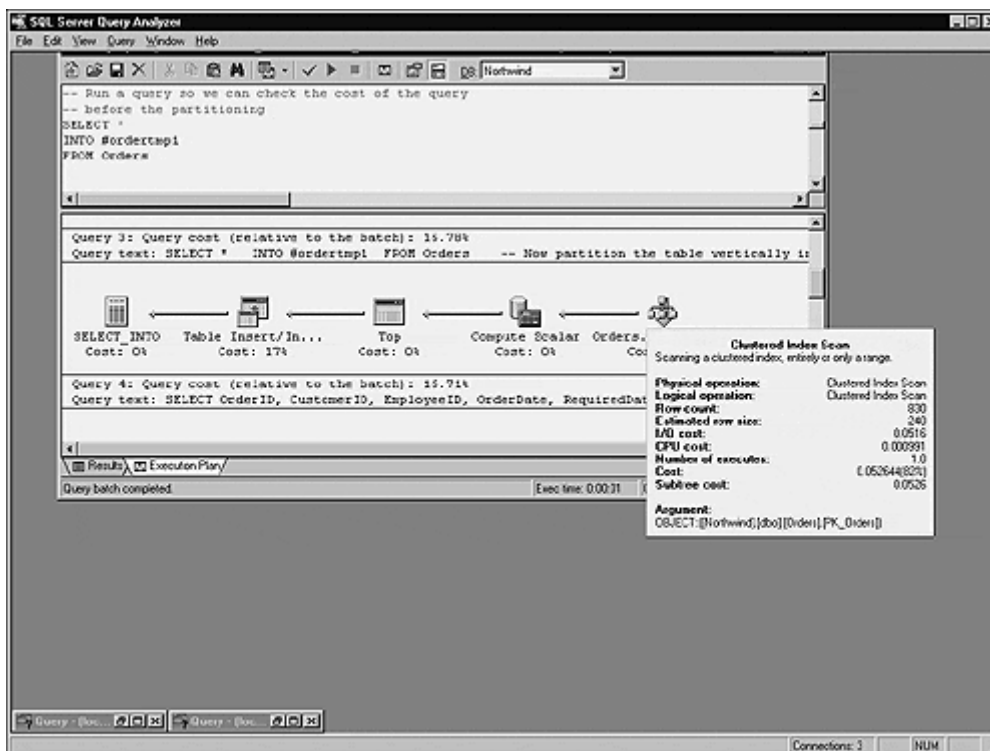 SQL Server Query Analyzer
File Edit View Query Window Help
DB: Northwind
-- Run a query so we can check the cost of the query
-- before the partitioning
SELECT *
INTO #ordertmp1
FROM Orders
Query 3: Query cost (relative to the batch): 15.78%
Query text: SELECT * INTO #ordertmp1 FROM Orders -- Now partition the table vertically in
SELECT_INTO
Cost: 0%
Table Insert/In...
Cost: 17%
Top
Cost: 0%
Compute Scalar
Cost: 0%
Orders.
Co
Query 4: Query cost (relative to the batch): 15.71%
Query text: SELECT OrderID, CustomerID, EmployeeID, OrderDate, RequiredDat
Results Execution Plan
Query batch completed. Exec time: 0:00:31
Clustered Index Scan
Scanning a clustered index, entirely or only a range.
Physical operation: Clustered Index Scan
Logical operation: Clustered Index Scan
Row count: 830
Estimated row size: 240
I/O cost: 0.0516
CPU cost: 0.000991
Number of executes: 1.0
Cost: 0.052644(82%)
Subtree cost: 0.0526
Argument:
OBJECT:([Northwind].[dbo].[Orders].[PK_Orders])
Query - (loc... Query - (loc...
Connections: 3 NUM